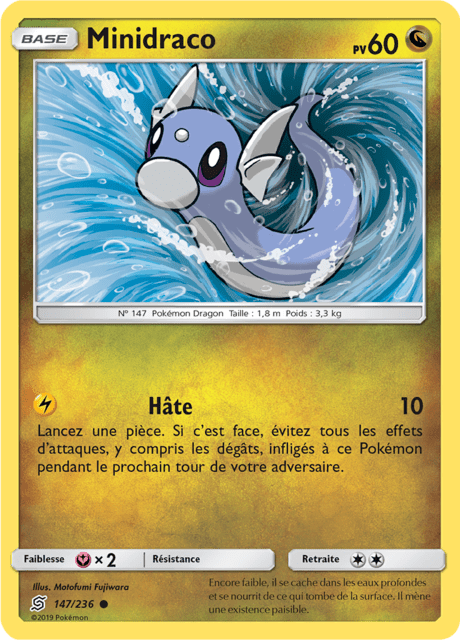 BASE Minidraco PV60
N° 147 Pokémon Dragon Taille : 1,8 m Poids : 3,3 kg
Hâte 10
Lancez une pièce. Si c'est face, évitez tous les effets
d'attaques, y compris les dégâts, infligés à ce Pokémon
pendant le prochain tour de votre adversaire.
Faiblesse × 2 Résistance Retraite
Illus. Motofumi Fujiwara
147/236
©2019 Pokémon
Encore faible, il se cache dans les eaux profondes
et se nourrit de ce qui tombe de la surface. Il mène
une existence paisible.